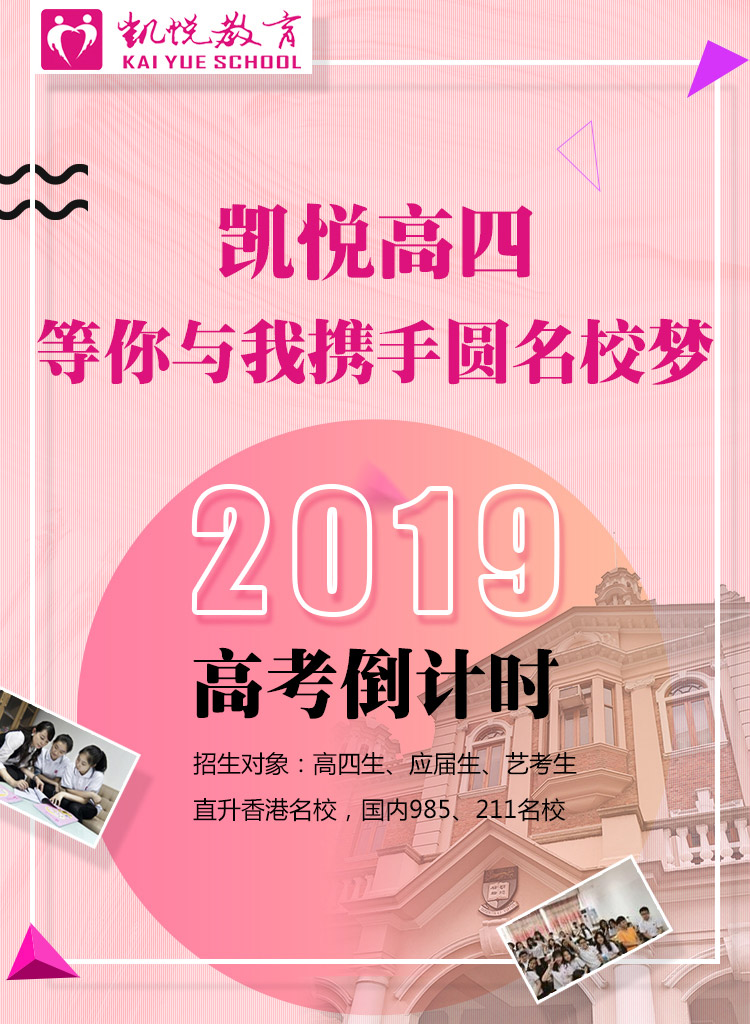 凯悦教育
KAI YUE SCHOOL
凯悦高四
等你与我携手圆名校梦
2019
高考倒计时
招生对象：高四生、应届生、艺考生
直升香港名校，国内985、211名校